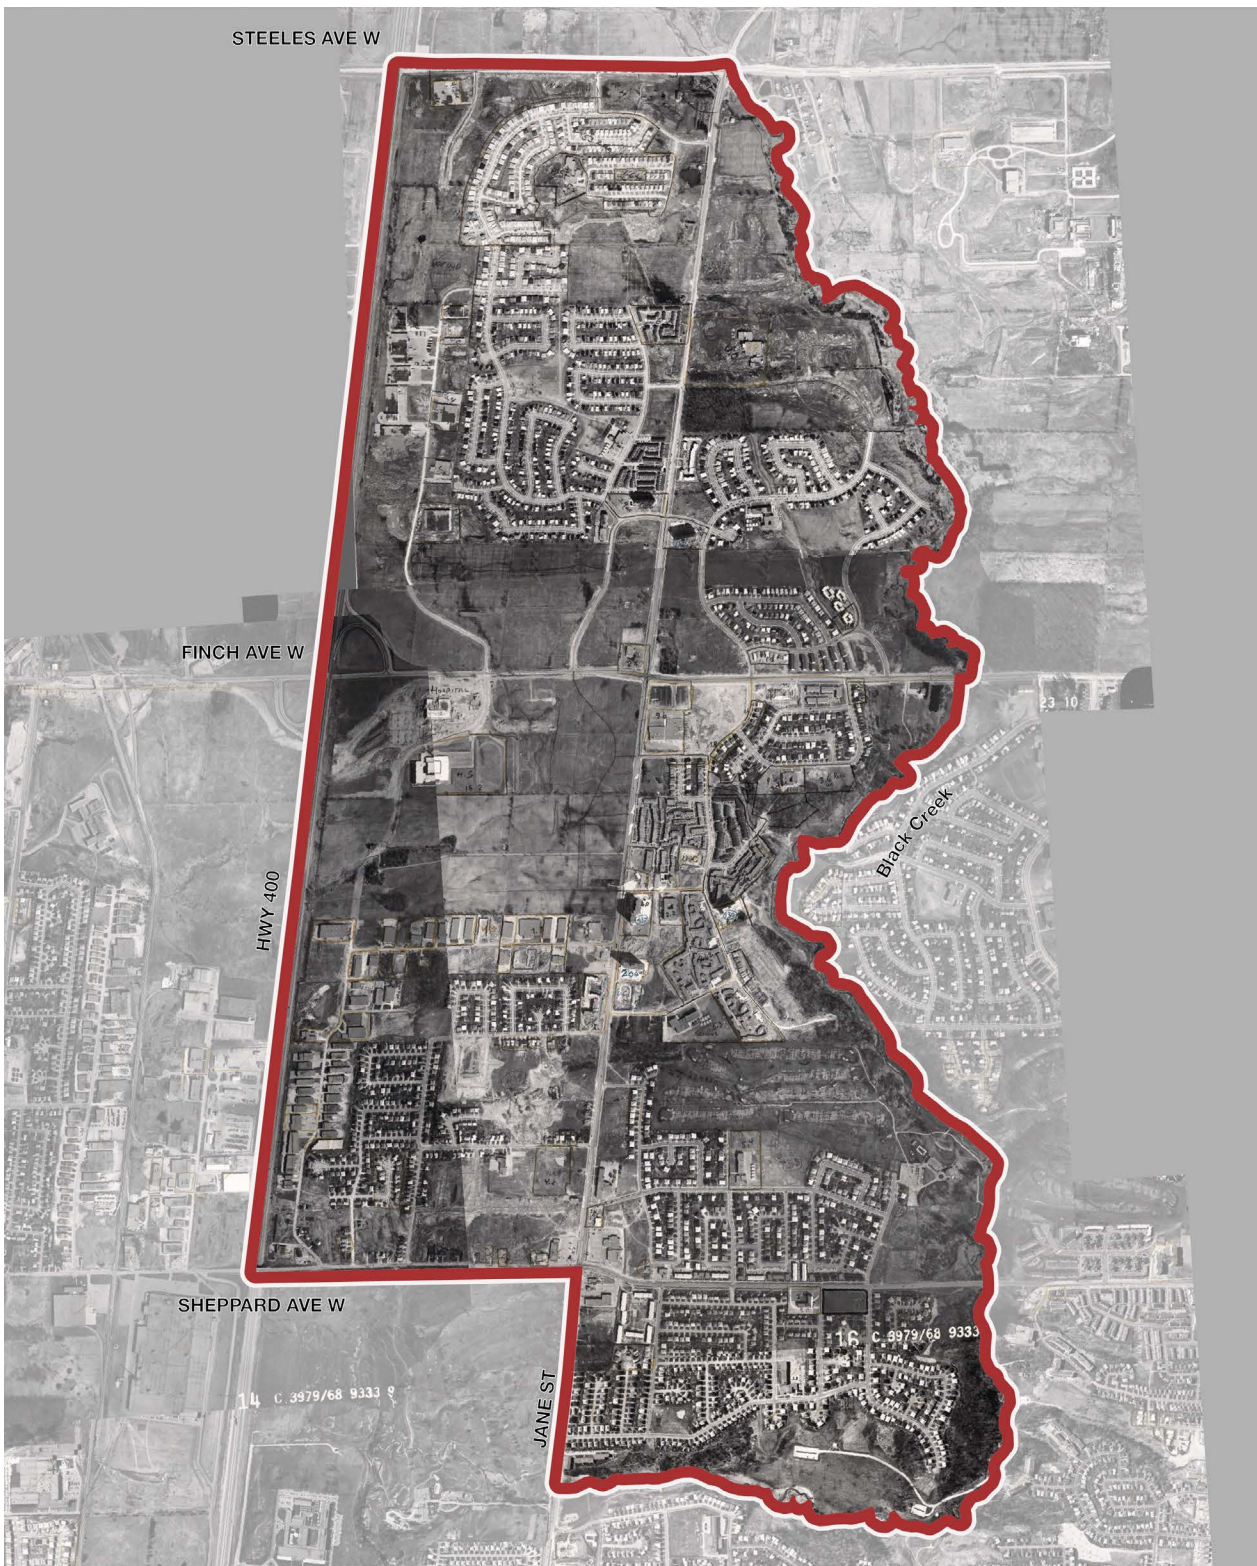 STEELES AVE W
FINCH AVE W
23 10
HOSPITAL
H.S.
Black Creek
HWY 400
SHEPPARD AVE W
16 C 3979/68 9333
14 C 3979/68 9333
JANE ST